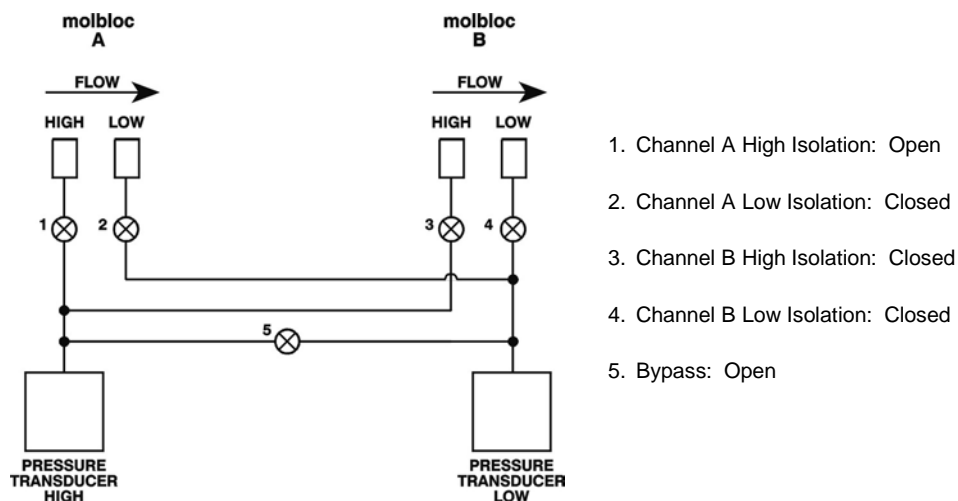 molbloc
A
molbloc
B
FLOW
FLOW
HIGH LOW
HIGH LOW
1
2
3
4
5
PRESSURE
TRANSDUCER
HIGH
PRESSURE
TRANSDUCER
LOW
1. Channel A High Isolation: Open
2. Channel A Low Isolation: Closed
3. Channel B High Isolation: Closed
4. Channel B Low Isolation: Closed
5. Bypass: Open